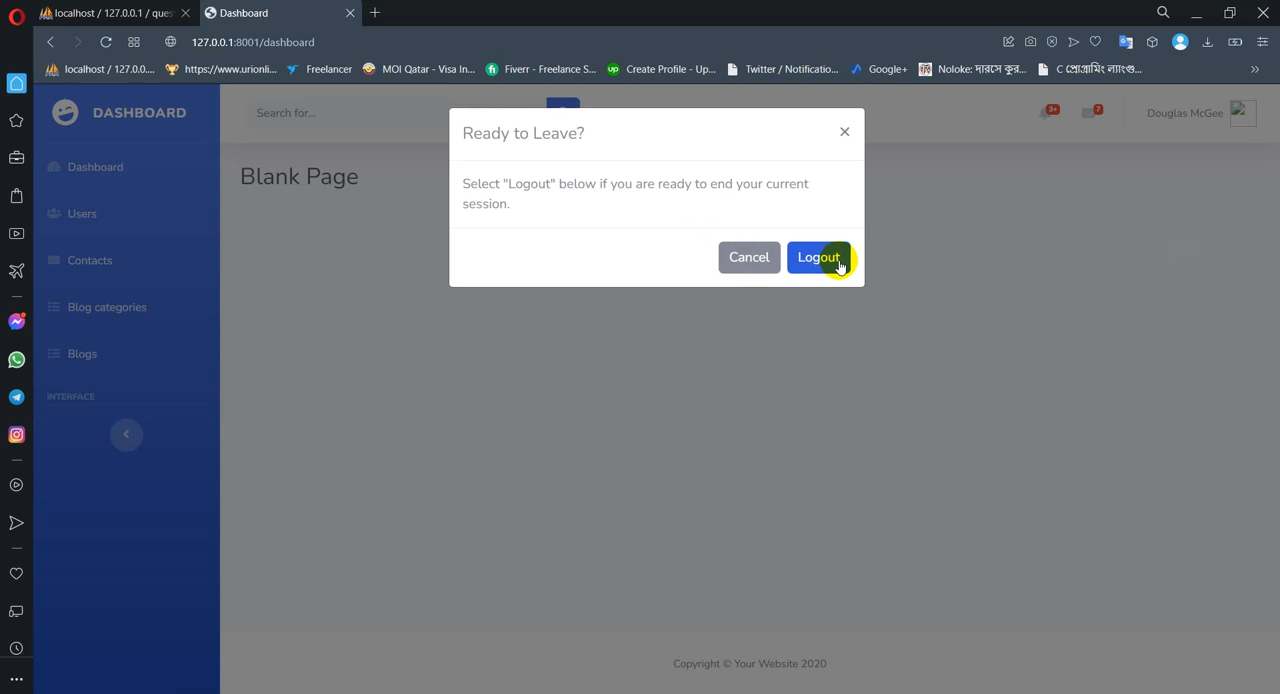 localhost / 127.0.0.1 / ques
Dashboard
127.0.0.1:8001/dashboard
localhost / 127.0.0....
https://www.urionli...
Freelancer
MOI Qatar - Visa In...
Fiverr - Freelance S...
Create Profile - Up...
Twitter / Notificatio...
Google+
Noloke: দারসে কুর...
C প্রোগ্রামিং ল্যাংগু...
DASHBOARD
Search for...
3+
7
Douglas McGee
Dashboard
Users
Contacts
Blog categories
Blogs
INTERFACE
Blank Page
Ready to Leave?
×
Select "Logout" below if you are ready to end your current
session.
Cancel
Logout
Copyright © Your Website 2020